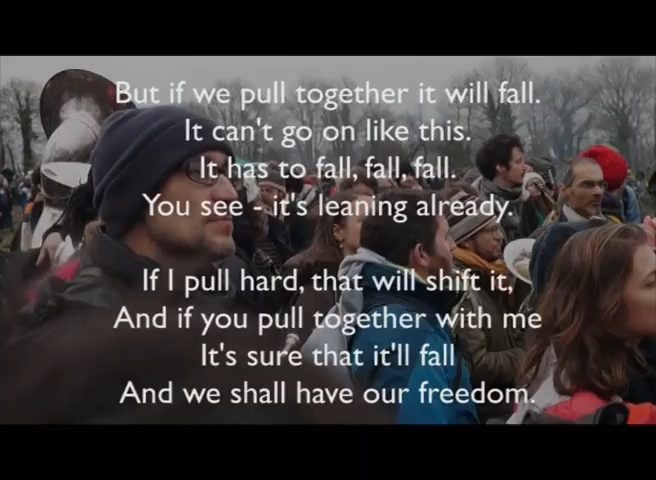 But if we pull together it will fall.
It can't go on like this.
It has to fall, fall, fall.
You see - it's leaning already.
If I pull hard, that will shift it,
And if you pull together with me
It's sure that it'll fall
And we shall have our freedom.